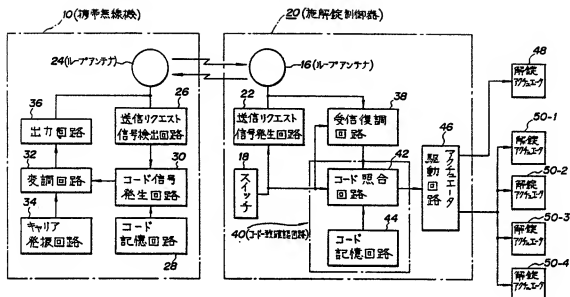 10(携帯無線機)
24(ループアンテナ)
36
出力回路
26
送信リクエスト
信号検出回路
32
変調回路
30
コード信号
発生回路
34
キャリア
発振回路
コード
記憶回路
28
20(施解錠制御路)
16(ループアンテナ)
22
送信リクエスト
信号発生回路
38
受信復調
回路
18
スイッチ
42
コード照合
回路
40(コード一致確認回路)
44
コード
記憶回路
46
アクチュエータ
駆動回路
48
解錠
アクチュエータ
50-1
解錠
アクチュエータ
50-2
解錠
アクチュエータ
50-3
解錠
アクチュエータ
50-4
解錠
アクチュエータ